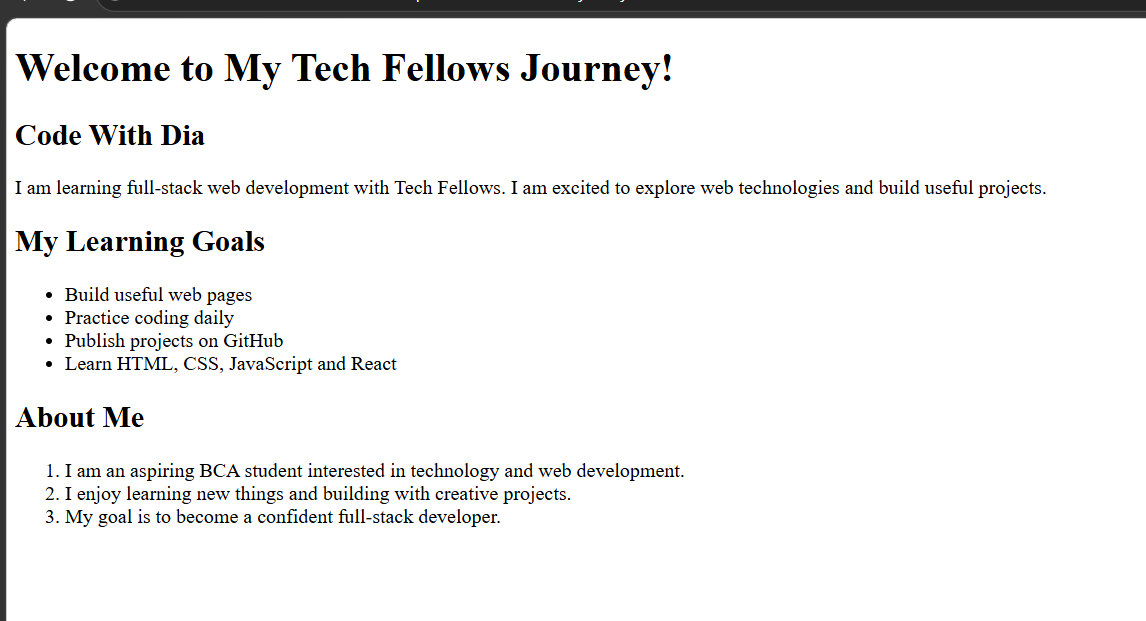 Welcome to My Tech Fellows Journey!
Code With Dia
I am learning full-stack web development with Tech Fellows. I am excited to explore web technologies and build useful projects.
My Learning Goals
• Build useful web pages
• Practice coding daily
• Publish projects on GitHub
• Learn HTML, CSS, JavaScript and React
About Me
1. I am an aspiring BCA student interested in technology and web development.
2. I enjoy learning new things and building with creative projects.
3. My goal is to become a confident full-stack developer.